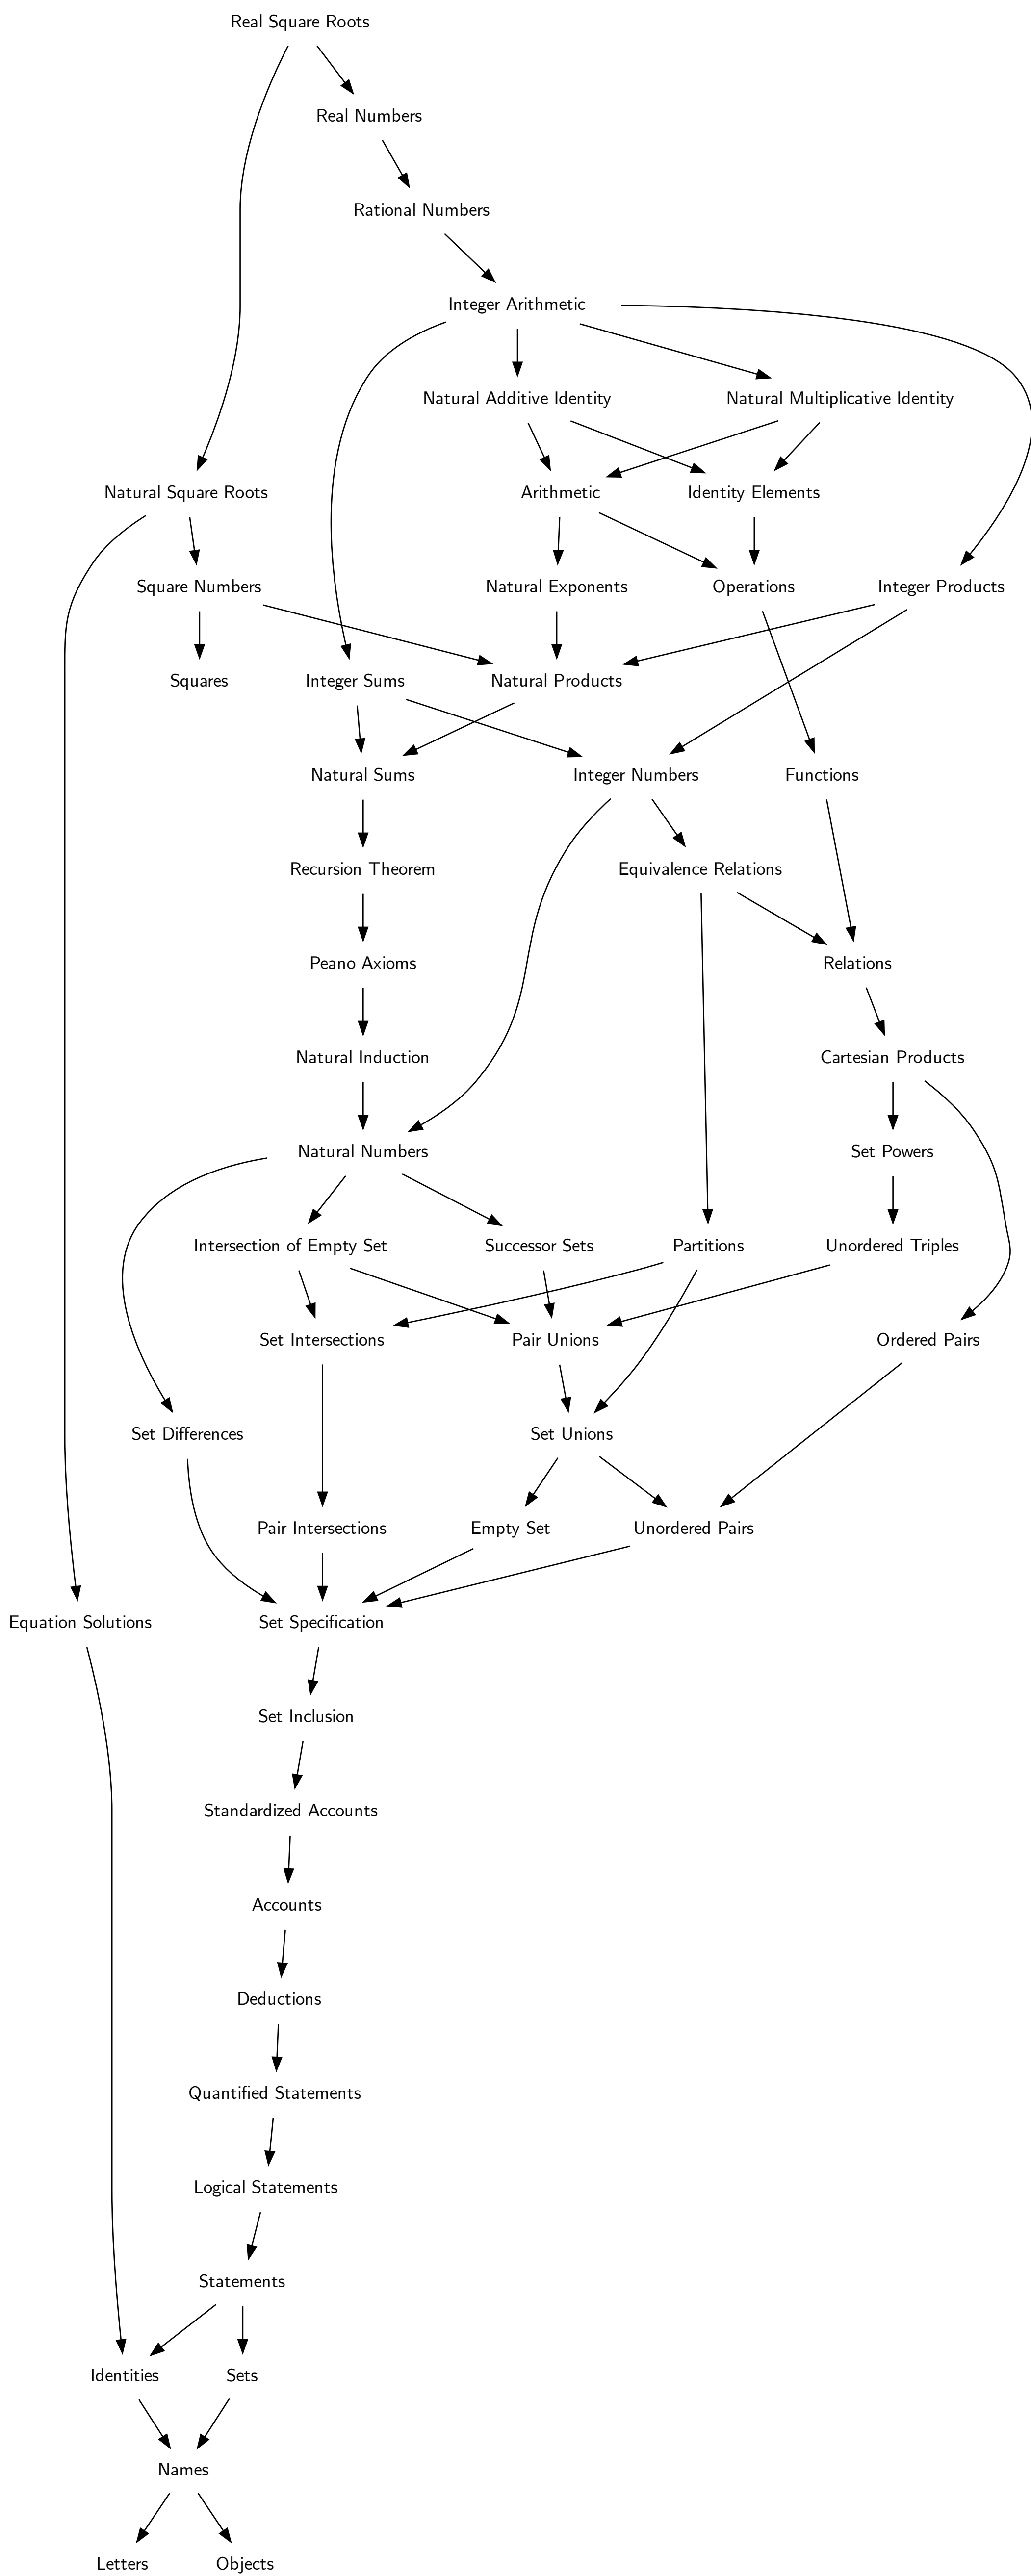 Real Square Roots
Real Numbers
Rational Numbers
Integer Arithmetic
Natural Additive Identity
Natural Multiplicative Identity
Natural Square Roots
Arithmetic
Identity Elements
Square Numbers
Natural Exponents
Operations
Integer Products
Squares
Integer Sums
Natural Products
Natural Sums
Integer Numbers
Functions
Recursion Theorem
Equivalence Relations
Peano Axioms
Relations
Natural Induction
Cartesian Products
Natural Numbers
Set Powers
Intersection of Empty Set
Successor Sets
Partitions
Unordered Triples
Set Intersections
Pair Unions
Ordered Pairs
Set Differences
Set Unions
Pair Intersections
Empty Set
Unordered Pairs
Equation Solutions
Set Specification
Set Inclusion
Standardized Accounts
Accounts
Deductions
Quantified Statements
Logical Statements
Statements
Identities
Sets
Names
Letters
Objects